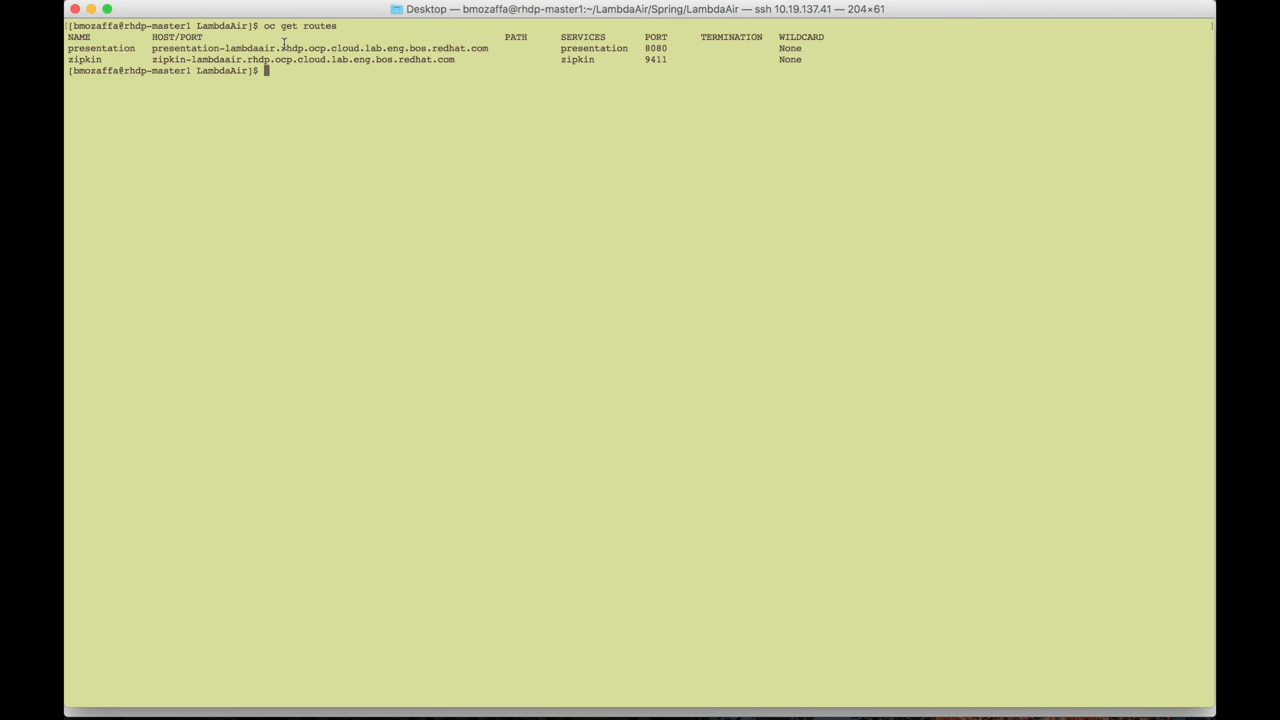 Desktop — bmozaffa@rhdp-master1:~/LambdaAir/Spring/LambdaAir — ssh 10.19.137.41 — 204×61
[bmozaffa@rhdp-master1 LambdaAir]$ oc get routes
NAME HOST/PORT PATH SERVICES PORT TERMINATION WILDCARD
presentation presentation-lambdaair.rhdp.ocp.cloud.lab.eng.bos.redhat.com presentation 8080 None
zipkin zipkin-lambdaair.rhdp.ocp.cloud.lab.eng.bos.redhat.com zipkin 9411 None
[bmozaffa@rhdp-master1 LambdaAir]$